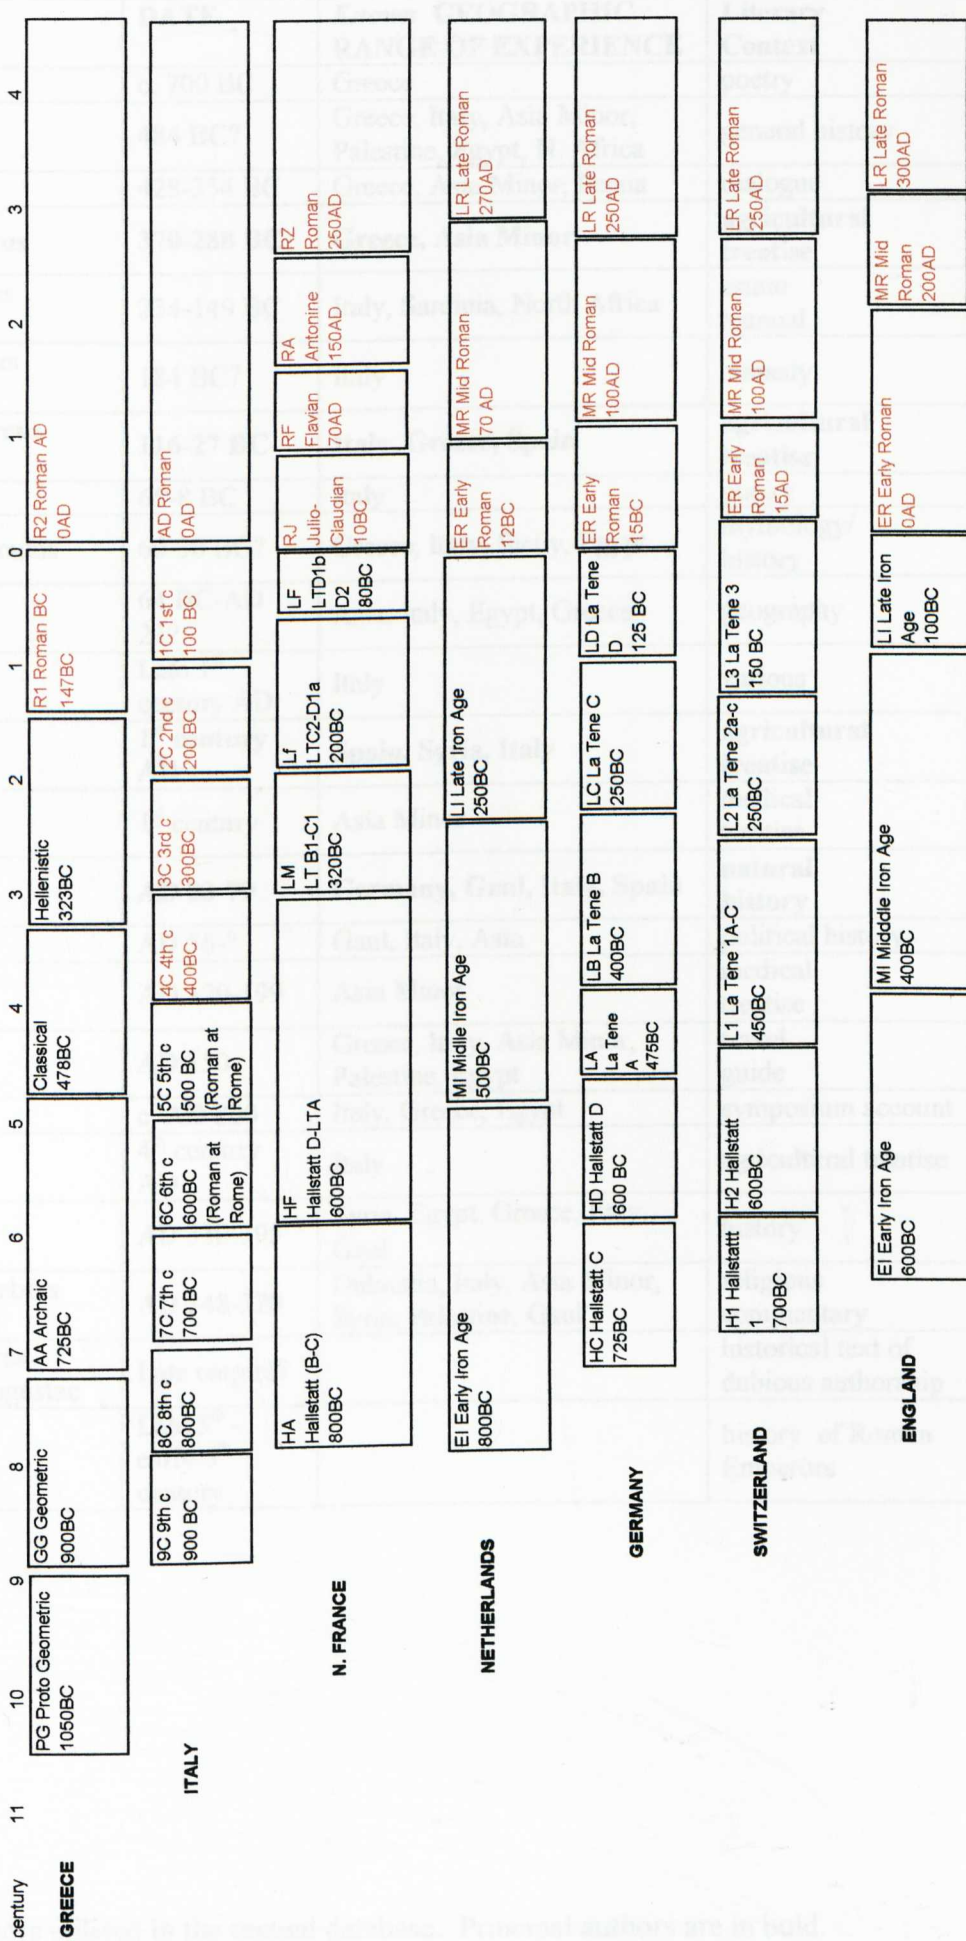 century 11 10 9 8 7 6 5 4 3 2 1 0 1 2 3 4
GREECE
PG Proto Geometric
1050BC
GG Geometric
900BC
AA Archaic
725BC
Classical
478BC
Hellenistic
323BC
R1 Roman BC
147BC
R2 Roman AD
0AD
ITALY
9C 9th c
900 BC
8C 8th c
800BC
7C 7th c
700 BC
6C 6th c
600BC
(Roman at
Rome)
5C 5th c
500 BC
(Roman at
Rome)
4C 4th c
400BC
3C 3rd c
300BC
2C 2nd c
200 BC
1C 1st c
100 BC
AD Roman
0AD
N. FRANCE
HA
Hallstatt (B-C)
800BC
HF
Hallstatt D-LTA
600BC
LM
LT B1-C1
320BC
Lf
LTC2-D1a
200BC
LF
LTD1b
D2
80BC
RJ
Julio-
Claudian
10BC
RF
Flavian
70AD
RA
Antonine
150AD
RZ
Roman
250AD
NETHERLANDS
EI Early Iron Age
800BC
MI Midlle Iron Age
500BC
LI Late Iron Age
250BC
ER Early
Roman
12BC
MR Mid Roman
70 AD
LR Late Roman
270AD
GERMANY
HC Hallstatt C
725BC
HD Hallstatt D
600 BC
LA
La Tene
A
475BC
LB La Tene B
400BC
LC La Tene C
250BC
LD La Tene
D
125 BC
ER Early
Roman
15BC
MR Mid Roman
100AD
LR Late Roman
250AD
SWITZERLAND
H1 Hallstattt
1
700BC
H2 Hallstatt
600BC
L1 La Tene 1A-C
450BC
L2 La Tene 2a-c
250BC
L3 La Tene 3
150 BC
ER Early
Roman
15AD
MR Mid Roman
100AD
LR Late Roman
250AD
ENGLAND
EI Early Iron Age
600BC
MI Middle Iron Age
400BC
LI Late Iron
Age
100BC
ER Early Roman
0AD
MR Mid
Roman
200AD
LR Late Roman
300AD